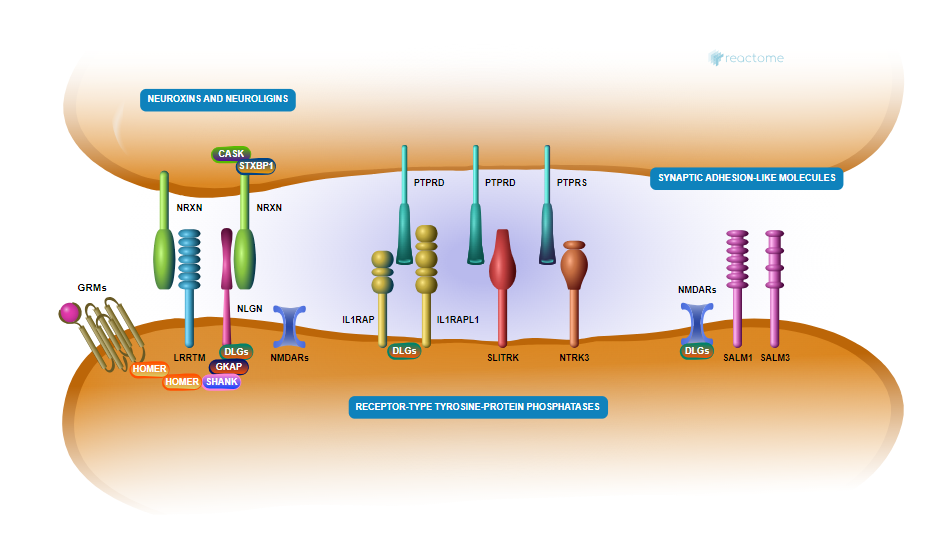 reactome
NEUROXINS AND NEUROLIGINS
CASK
STXBP1
SYNAPTIC ADHESION-LIKE MOLECULES
PTPRD
PTPRD
PTPRS
NRXN
NRXN
GRMs
NMDARs
NLGN
IL1RAP
IL1RAPL1
LRRTM
DLGs
NMDARs
DLGs
SLITRK
NTRK3
DLGs
SALM1
SALM3
HOMER
GKAP
HOMER
SHANK
RECEPTOR-TYPE TYROSINE-PROTEIN PHOSPHATASES